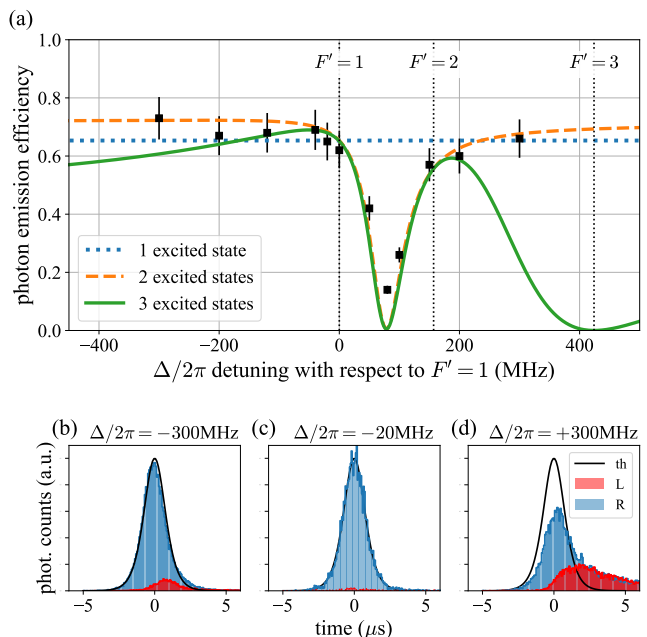 (a)
1.0
0.8
0.6
0.4
0.2
0.0
photon emission efficiency
F′ = 1
F′ = 2
F′ = 3
1 excited state
2 excited states
3 excited states
−400
−200
0
200
400
Δ/2π detuning with respect to F′ = 1 (MHz)
(b)
Δ/2π = −300MHz
(c)
Δ/2π = −20MHz
(d)
Δ/2π = +300MHz
phot. counts (a.u.)
th
L
R
−5
0
5
−5
0
5
−5
0
5
time (μs)